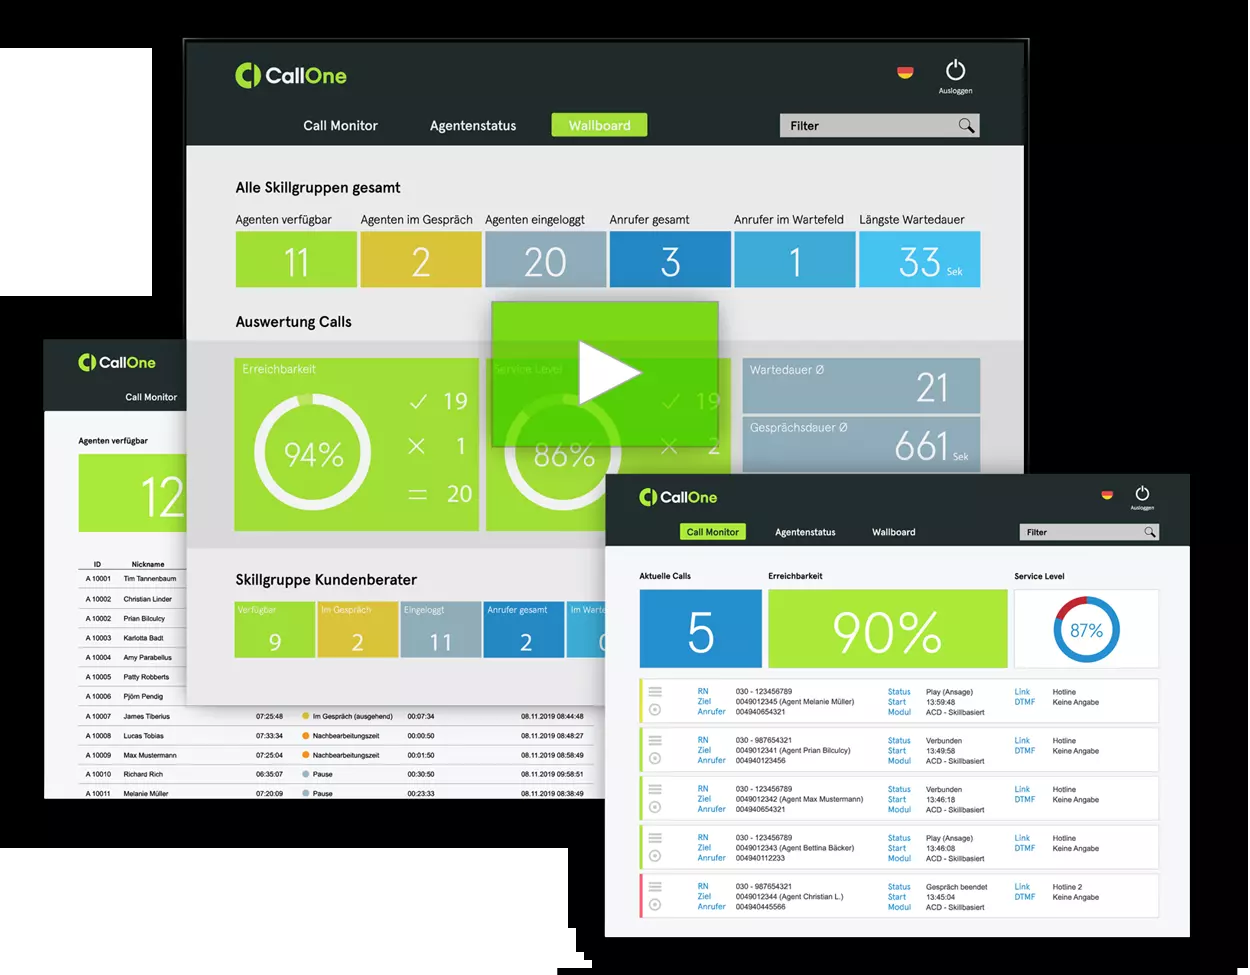 CallOne
Ausloggen
Call Monitor Agentenstatus Wallboard Filter
Alle Skillgruppen gesamt
Agenten verfügbar Agenten im Gespräch Agenten eingeloggt Anrufer gesamt Anrufer im Wartefeld Längste Wartedauer
11 2 20 3 1 33 Sek
Auswertung Calls
Erreichbarkeit Service Level Wartedauer Ø
94% 19 1 20
86% 19 2
21
Gesprächsdauer Ø
661 Sek
Skillgruppe Kundenberater
Verfügbar Im Gespräch Eingeloggt Anrufer gesamt Im Warte
9 2 11 2
CallOne
Call Monitor
Agenten verfügbar
12
ID Nickname
A 10001 Tim Tannenbaum
A 10002 Christian Linder
A 10002 Prian Bilculcy
A 10003 Karlotta Badt
A 10004 Amy Parabelius
A 10005 Patty Robberts
A 10006 Pjörn Pendig
A 10007 James Tiberius 07:25:48 Im Gespräch (ausgehend) 00:07:34 08.11.2019 08:44:48
A 10008 Lucas Tobias 07:33:34 Nachbearbeitungszeit 00:00:50 08.11.2019 08:48:27
A 10009 Max Mustermann 07:25:04 Nachbearbeitungszeit 00:01:50 08.11.2019 08:58:49
A 10010 Richard Rich 06:35:07 Pause 00:30:50 08.11.2019 09:58:51
A 10011 Melanie Müller 07:20:09 Pause 00:23:33 08.11.2019 08:38:49
CallOne
Ausloggen
Call Monitor Agentenstatus Wallboard Filter
Aktuelle Calls Erreichbarkeit Service Level
5 90% 87%
RN 030 - 123456789 Status Play (Ansage) Link Hotline
Ziel 0049012345 (Agent Melanie Müller) Start 13:59:48 DTMF Keine Angabe
Anrufer 004940654321 Modul ACD - Skillbasiert
RN 030 - 987654321 Status Verbunden Link Hotline
Ziel 0049012341 (Agent Prian Bilculcy) Start 13:49:58 DTMF Keine Angabe
Anrufer 004940123456 Modul ACD - Skillbasiert
RN 030 - 123456789 Status Verbunden Link Hotline
Ziel 0049012342 (Agent Max Mustermann) Start 13:46:18 DTMF Keine Angabe
Anrufer 004940654321 Modul ACD - Skillbasiert
RN 030 - 123456789 Status Play (Ansage) Link Hotline
Ziel 0049012343 (Agent Bettina Bäcker) Start 13:46:08 DTMF Keine Angabe
Anrufer 004940112233 Modul ACD - Skillbasiert
RN 030 - 987654321 Status Gespräch beendet Link Hotline 2
Ziel 0049012344 (Agent Christian L.) Start 13:45:04 DTMF Keine Angabe
Anrufer 004940445566 Modul ACD - Skillbasiert